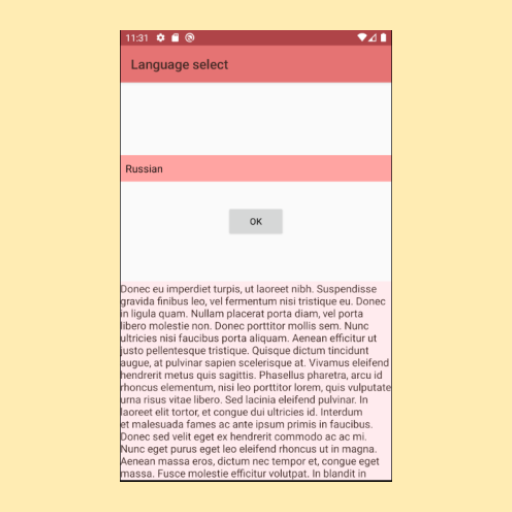 11:31
Language select
Russian
OK
Donec eu imperdiet turpis, ut laoreet nibh. Suspendisse
gravida finibus leo, vel fermentum nisi tristique eu. Donec
in ligula quam. Nullam placerat porta diam, vel porta
libero molestie non. Donec porttitor mollis sem. Nunc
ultricies nisi faucibus porta aliquam. Aenean efficitur ut
justo pellentesque tristique. Quisque dictum tincidunt
augue, at pulvinar sapien scelerisque at. Vivamus eleifend
hendrerit metus quis sagittis. Phasellus pharetra, arcu id
rhoncus elementum, nisi leo porttitor lorem, quis vulputate
urna risus vitae libero. Sed lacinia eleifend pulvinar. In
laoreet elit tortor, et congue dui ultricies id. Interdum
et malesuada fames ac ante ipsum primis in faucibus.
Donec sed velit eget ex hendrerit commodo ac ac mi.
Nunc eget purus eget leo eleifend rhoncus ut in magna.
Aenean massa eros, dictum nec tempor et, congue eget
massa. Fusce molestie efficitur volutpat. In blandit in